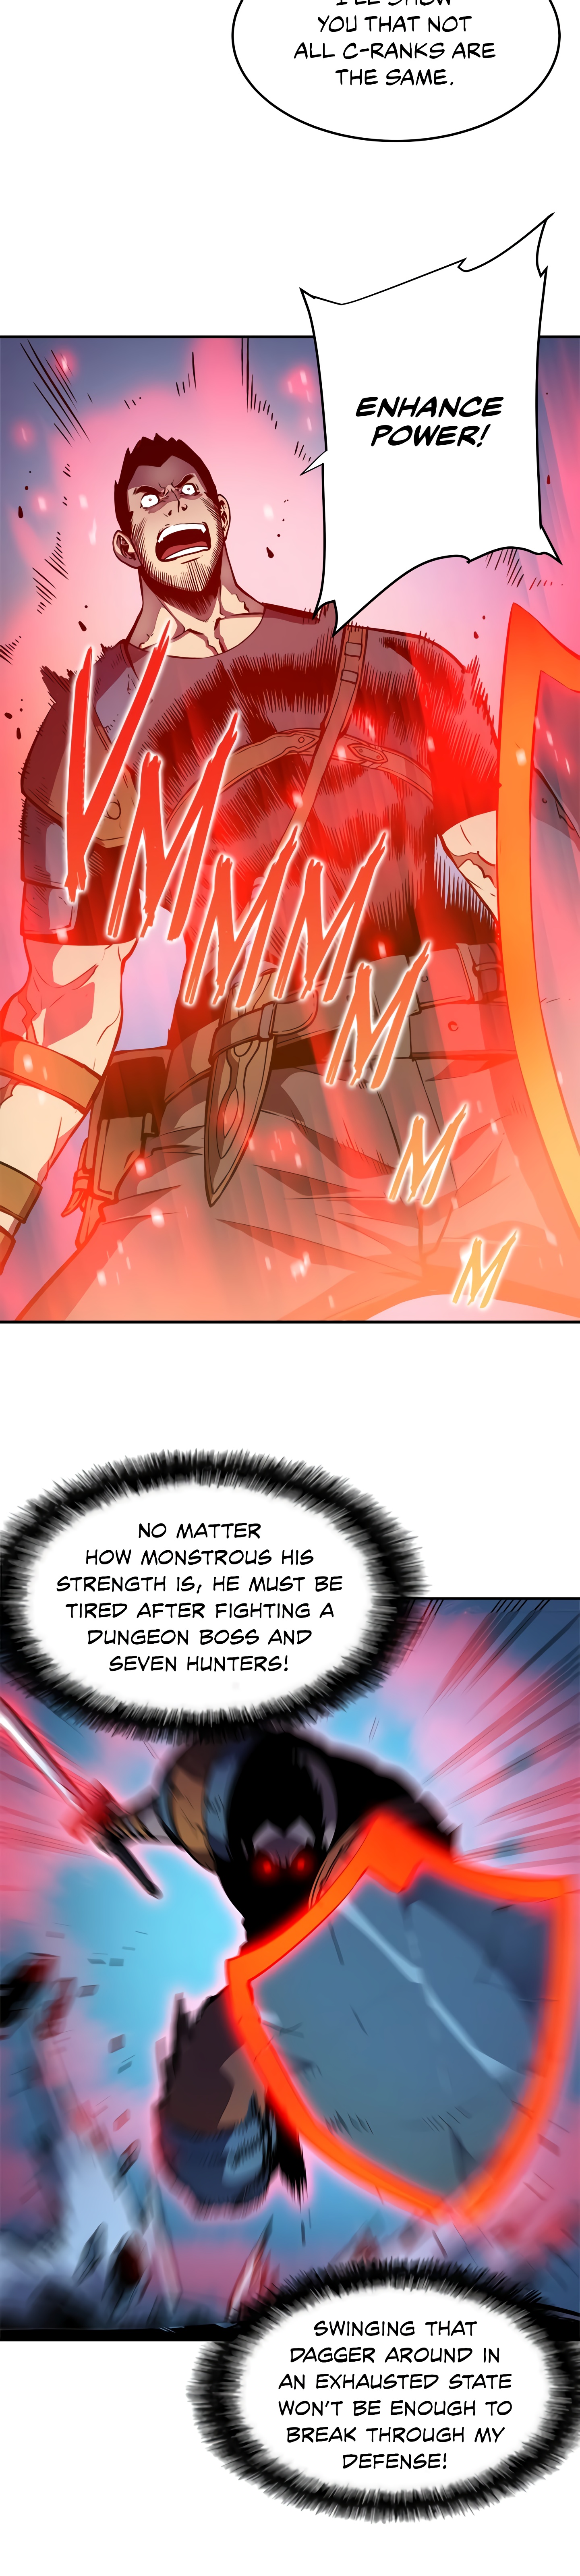 I'LL SHOW
YOU THAT NOT
ALL C-RANKS ARE
THE SAME.
ENHANCE
POWER!
VMMMMMM
NO MATTER
HOW MONSTROUS HIS
STRENGTH IS, HE MUST BE
TIRED AFTER FIGHTING A
DUNGEON BOSS AND
SEVEN HUNTERS!
SWINGING THAT
DAGGER AROUND IN
AN EXHAUSTED STATE
WON'T BE ENOUGH TO
BREAK THROUGH MY
DEFENSE!